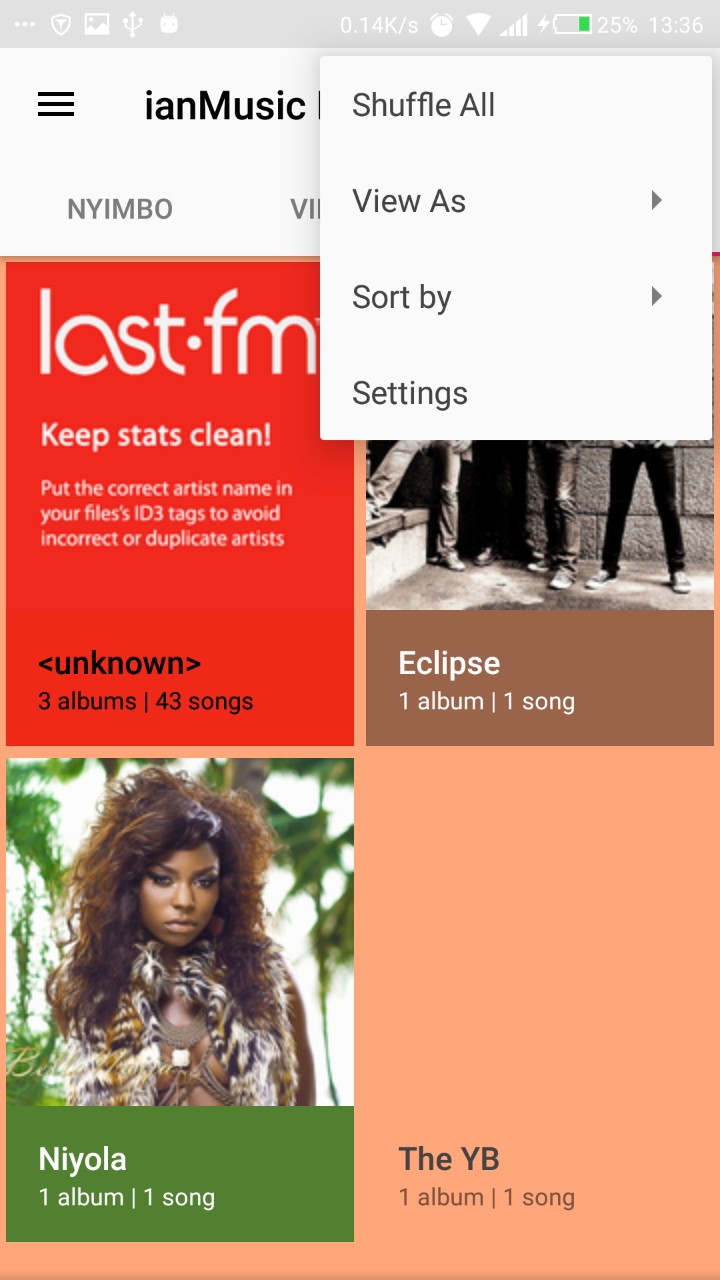 0.14K/s 25% 13:36
ianMusic
Shuffle All
NYIMBO
View As
Sort by
Settings
last.fm
Keep stats clean!
Put the correct artist name in
your files's ID3 tags to avoid
incorrect or duplicate artists
<unknown>
3 albums | 43 songs
Eclipse
1 album | 1 song
Niyola
1 album | 1 song
The YB
1 album | 1 song